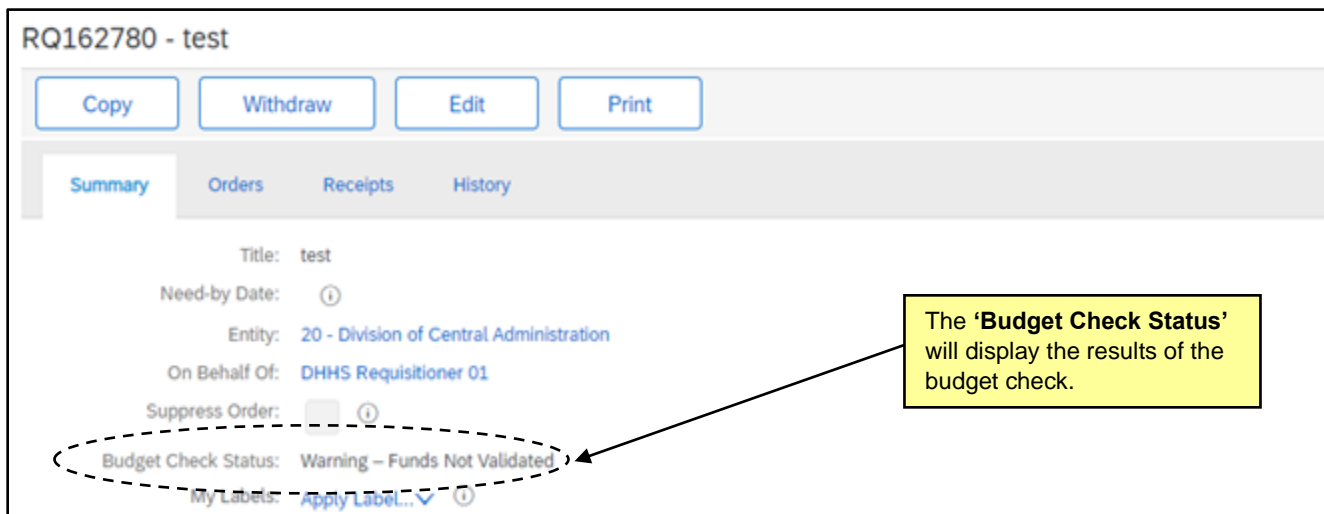 RQ162780 - test
Copy Withdraw Edit Print
Summary Orders Receipts History
Title: test
Need-by Date:
Entity: 20 - Division of Central Administration
On Behalf Of: DHHS Requisitioner 01
Suppress Order:
Budget Check Status: Warning – Funds Not Validated
My Labels: Apply Label...
The ‘Budget Check Status’
will display the results of the
budget check.